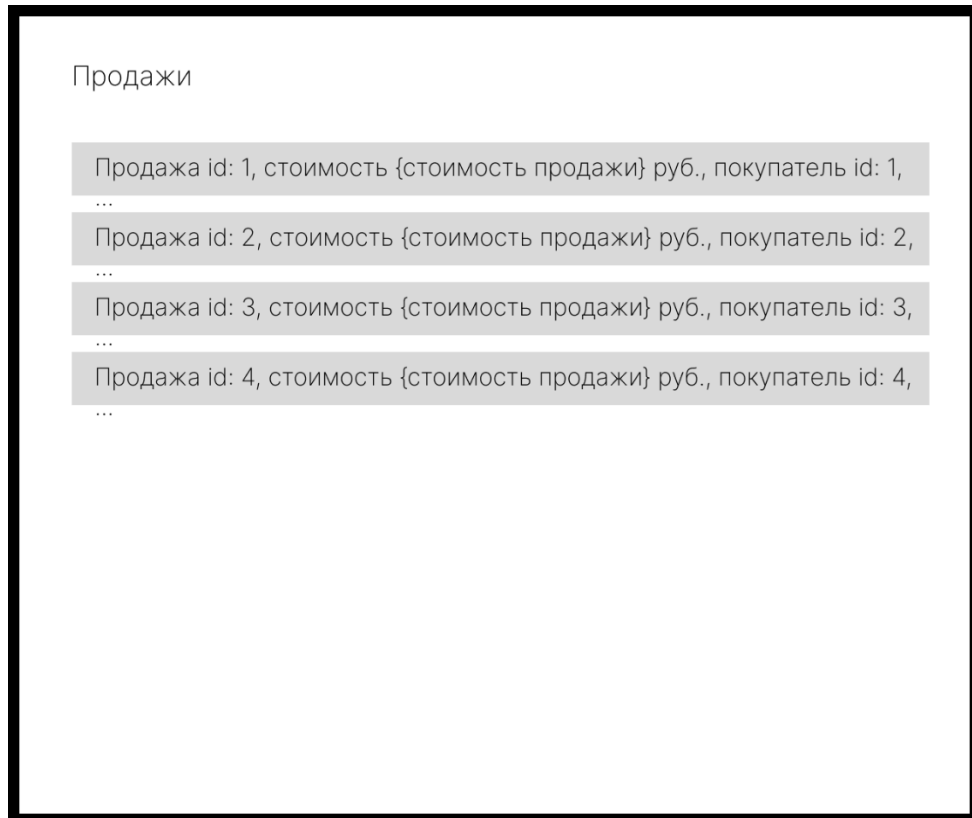 Продажи
Продажа id: 1, стоимость {стоимость продажи} руб., покупатель id: 1,
...
Продажа id: 2, стоимость {стоимость продажи} руб., покупатель id: 2,
...
Продажа id: 3, стоимость {стоимость продажи} руб., покупатель id: 3,
...
Продажа id: 4, стоимость {стоимость продажи} руб., покупатель id: 4,
...